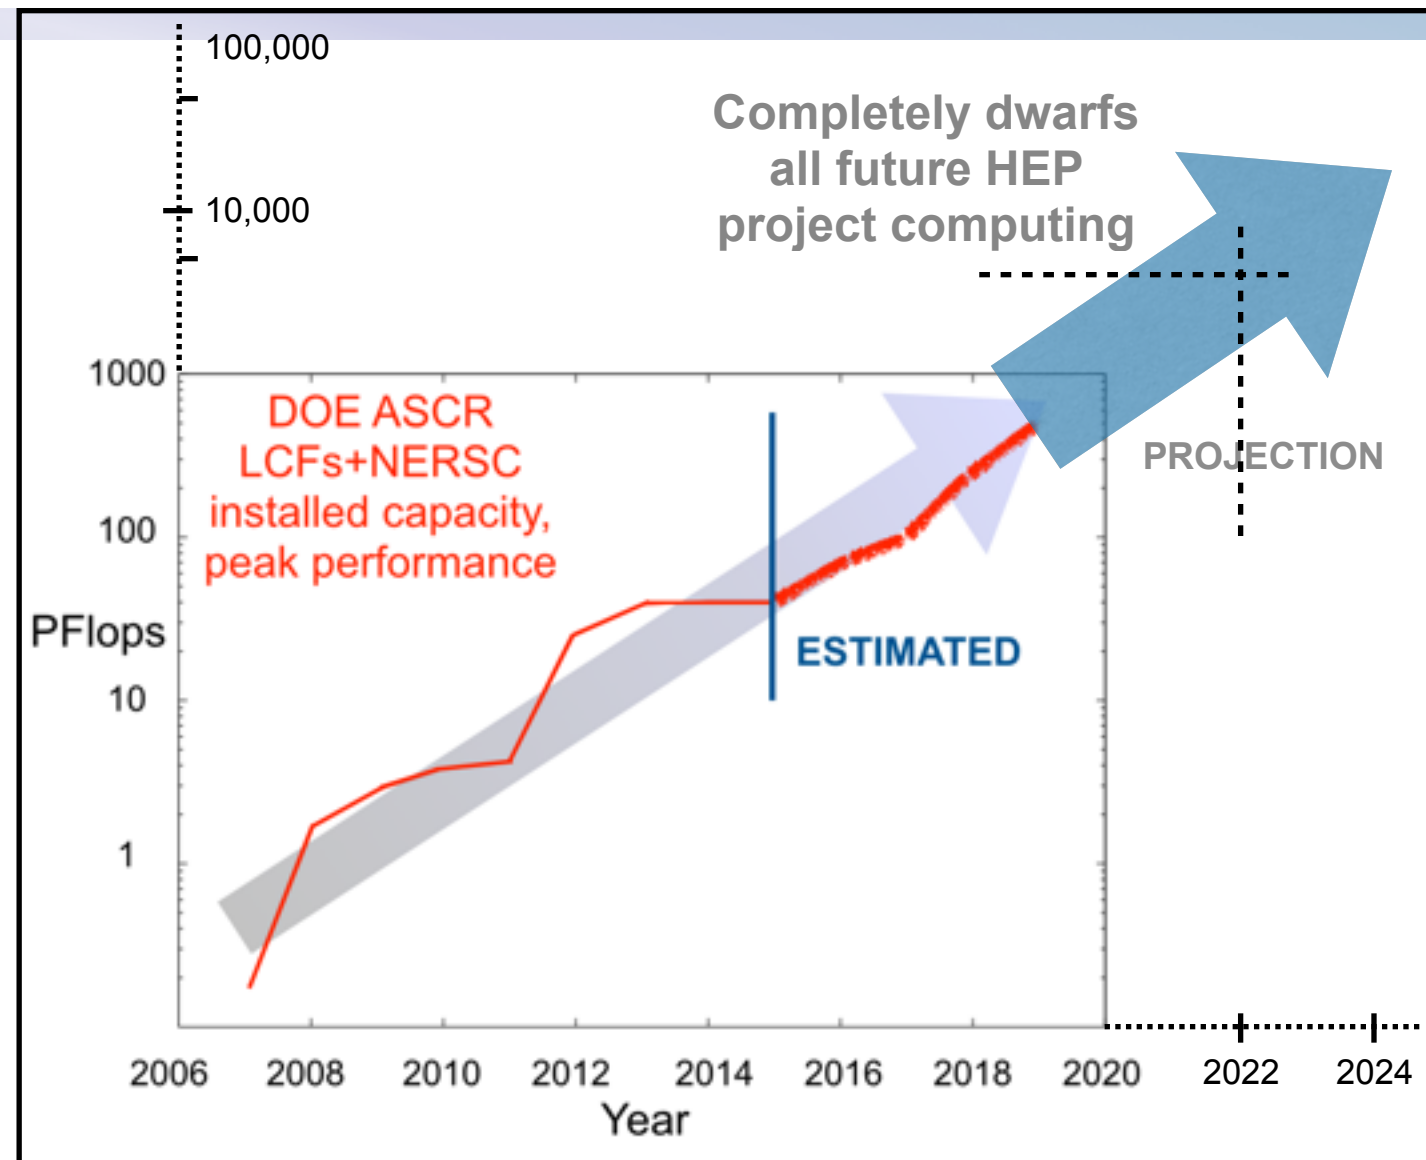 100,000
Completely dwarfs
all future HEP
project computing
10,000
1000
DOE ASCR
LCFs+NERSC
installed capacity,
peak performance
PROJECTION
100
PFlops
ESTIMATED
10
1
2006 2008 2010 2012 2014 2016 2018 2020 2022 2024
Year